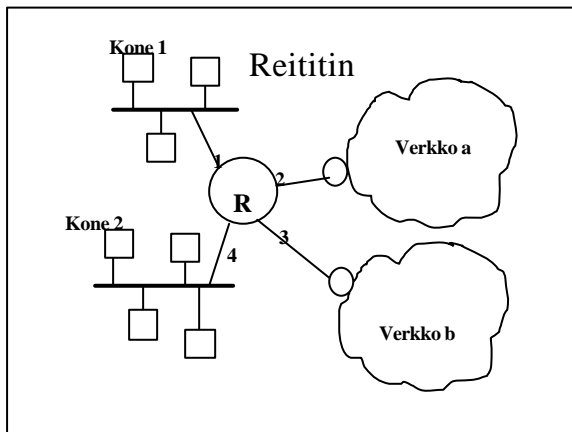 Kone 1
Reititin
Verkko a
1
2
R
Kone 2
4
3
Verkko b